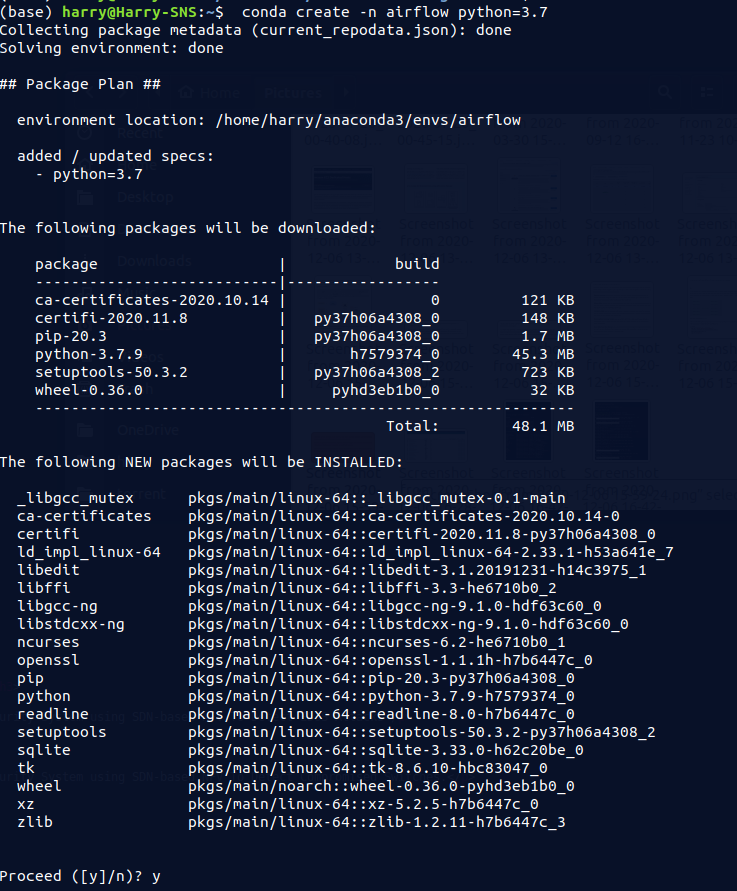 (base) harry@Harry-SNS:~$  conda create -n airflow python=3.7
Collecting package metadata (current_repodata.json): done
Solving environment: done

## Package Plan ##

  environment location: /home/harry/anaconda3/envs/airflow

  added / updated specs:
    - python=3.7


The following packages will be downloaded:

    package                    |            build
    ---------------------------|-----------------
    ca-certificates-2020.10.14 |                0         121 KB
    certifi-2020.11.8          |   py37h06a4308_0         148 KB
    pip-20.3                   |   py37h06a4308_0         1.7 MB
    python-3.7.9               |       h7579374_0        45.3 MB
    setuptools-50.3.2          |   py37h06a4308_2         723 KB
    wheel-0.36.0               |     pyhd3eb1b0_0          32 KB
    ------------------------------------------------------------
                                           Total:        48.1 MB

The following NEW packages will be INSTALLED:

  _libgcc_mutex      pkgs/main/linux-64::_libgcc_mutex-0.1-main
  ca-certificates    pkgs/main/linux-64::ca-certificates-2020.10.14-0
  certifi            pkgs/main/linux-64::certifi-2020.11.8-py37h06a4308_0
  ld_impl_linux-64   pkgs/main/linux-64::ld_impl_linux-64-2.33.1-h53a641e_7
  libedit            pkgs/main/linux-64::libedit-3.1.20191231-h14c3975_1
  libffi             pkgs/main/linux-64::libffi-3.3-he6710b0_2
  libgcc-ng          pkgs/main/linux-64::libgcc-ng-9.1.0-hdf63c60_0
  libstdcxx-ng       pkgs/main/linux-64::libstdcxx-ng-9.1.0-hdf63c60_0
  ncurses            pkgs/main/linux-64::ncurses-6.2-he6710b0_1
  openssl            pkgs/main/linux-64::openssl-1.1.1h-h7b6447c_0
  pip                pkgs/main/linux-64::pip-20.3-py37h06a4308_0
  python             pkgs/main/linux-64::python-3.7.9-h7579374_0
  readline           pkgs/main/linux-64::readline-8.0-h7b6447c_0
  setuptools         pkgs/main/linux-64::setuptools-50.3.2-py37h06a4308_2
  sqlite             pkgs/main/linux-64::sqlite-3.33.0-h62c20be_0
  tk                 pkgs/main/linux-64::tk-8.6.10-hbc83047_0
  wheel              pkgs/main/noarch::wheel-0.36.0-pyhd3eb1b0_0
  xz                 pkgs/main/linux-64::xz-5.2.5-h7b6447c_0
  zlib               pkgs/main/linux-64::zlib-1.2.11-h7b6447c_3


Proceed ([y]/n)? y